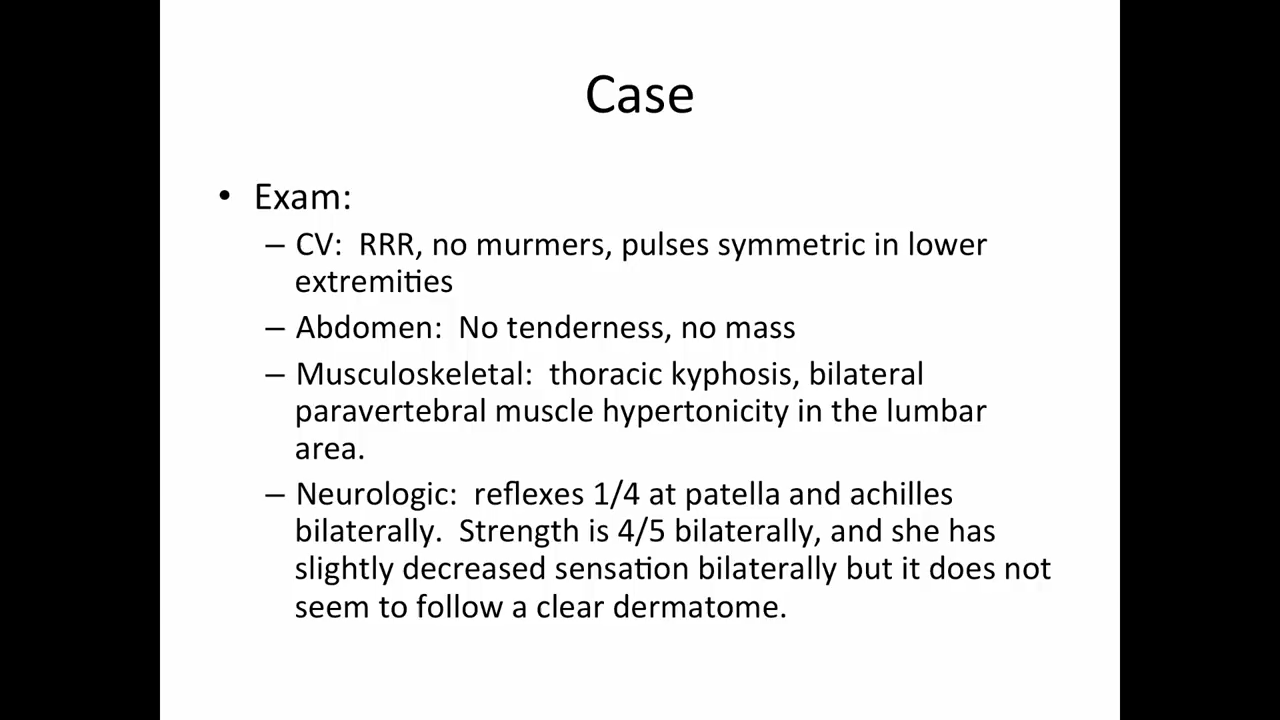 Case
• Exam:
– CV:  RRR, no murmers, pulses symmetric in lower
extremities
– Abdomen:  No tenderness, no mass
– Musculoskeletal:  thoracic kyphosis, bilateral
paravertebral muscle hypertonicity in the lumbar
area.
– Neurologic:  reflexes 1/4 at patella and achilles
bilaterally.  Strength is 4/5 bilaterally, and she has
slightly decreased sensation bilaterally but it does not
seem to follow a clear dermatome.